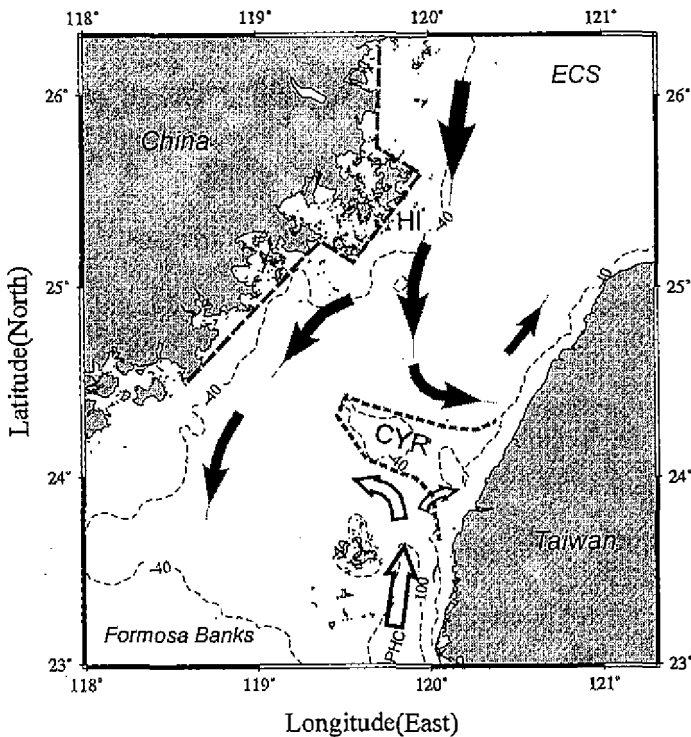 118° 119° 120° 121°
ECS
26° 26°
China
HI
-40
40
25° 25°
Latitude(North)
-40
CYR
-40
24° 24°
Taiwan
-40
-100
PHC
Formosa Banks
23° 23°
118° 119° 120° 121°
Longitude(East)